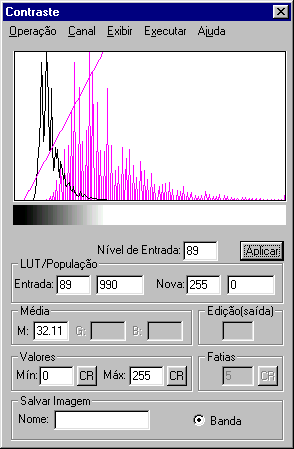 Contraste
Operação Canal Exibir Executar Ajuda
Nível de Entrada: 89 Aplicar
LUT/População
Entrada: 89 990 Nova: 255 0
Média Edição(saída)
M: 32.11 G: B:
Valores Fatias
Mín: 0 CR Máx: 255 CR 5 CR
Salvar Imagem
Nome: Banda